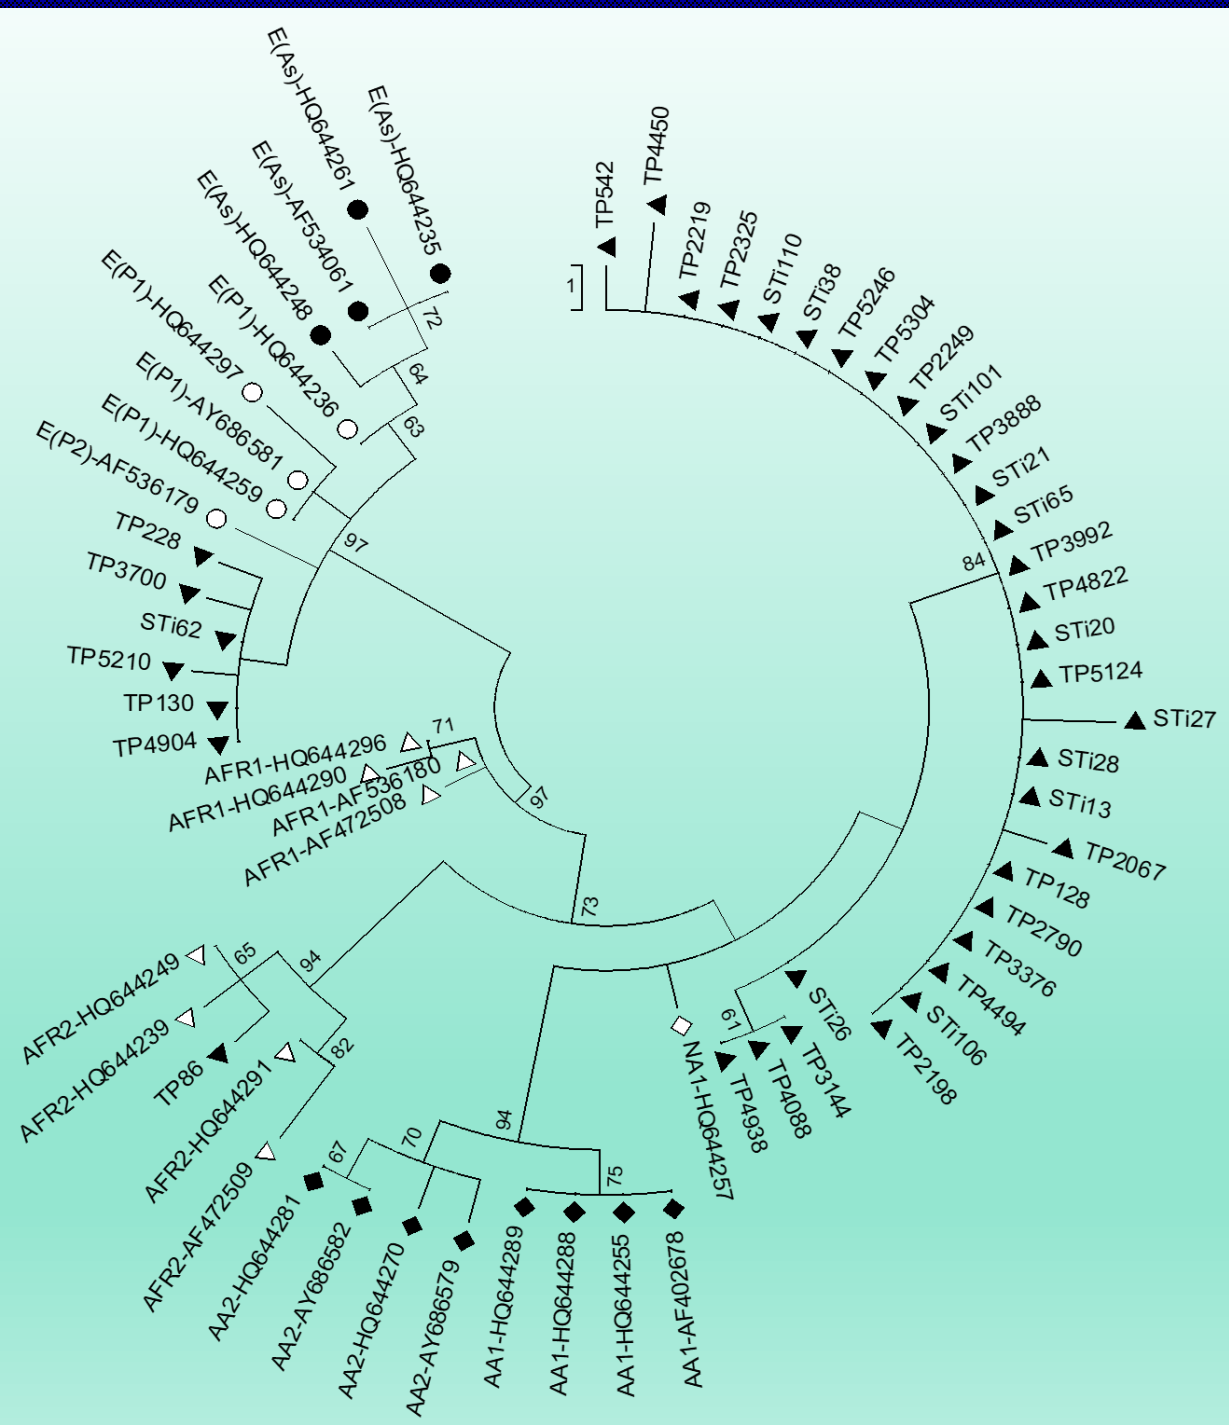 E(As)-HQ644261
E(As)-HQ644235
E(As)-AF534061
E(As)-HQ644248
E(P1)-HQ644236
E(P1)-HQ644297
E(P1)-AY686581
E(P1)-HQ644259
E(P2)-AF536179
TP228
TP3700
STi62
TP5210
TP130
TP4904
AFR1-HQ644296
AFR1-HQ644290
AFR1-AF536180
AFR1-AF472508
AFR2-HQ644249
AFR2-HQ644239
TP86
AFR2-HQ644291
AFR2-AF472509
AA2-HQ644281
AA2-AY686582
AA2-HQ644270
AA2-AY686579
AA1-HQ644289
AA1-HQ644288
AA1-HQ644255
AA1-AF402678
NA1-HQ644257
TP4938
TP4088
TP3144
STi26
TP2198
STi106
TP4494
TP3376
TP2790
TP128
TP2067
STi13
STi28
STi27
TP5124
STi20
TP4822
TP3992
STi65
STi21
TP3888
STi101
TP2249
TP5304
TP5246
STi38
STi110
TP2325
TP2219
TP4450
TP542
1
72
64
63
97
71
97
73
65
94
82
67
70
94
75
61
84